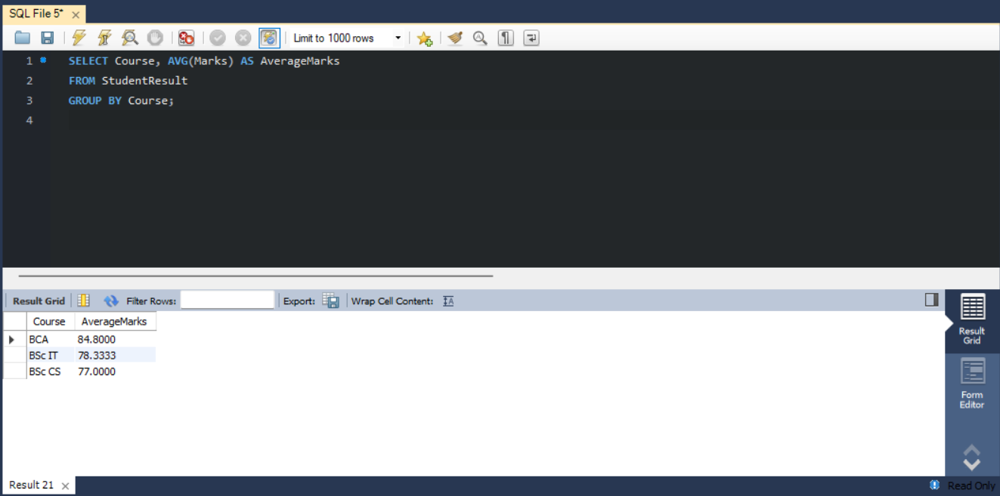 SQL File 5*
Limit to 1000 rows
1 SELECT Course, AVG(Marks) AS AverageMarks
2 FROM StudentResult
3 GROUP BY Course;
4
Result Grid Filter Rows: Export: Wrap Cell Content:
Course AverageMarks
BCA 84.8000
BSc IT 78.3333
BSc CS 77.0000
Result
Grid
Form
Editor
Result 21 Read Only